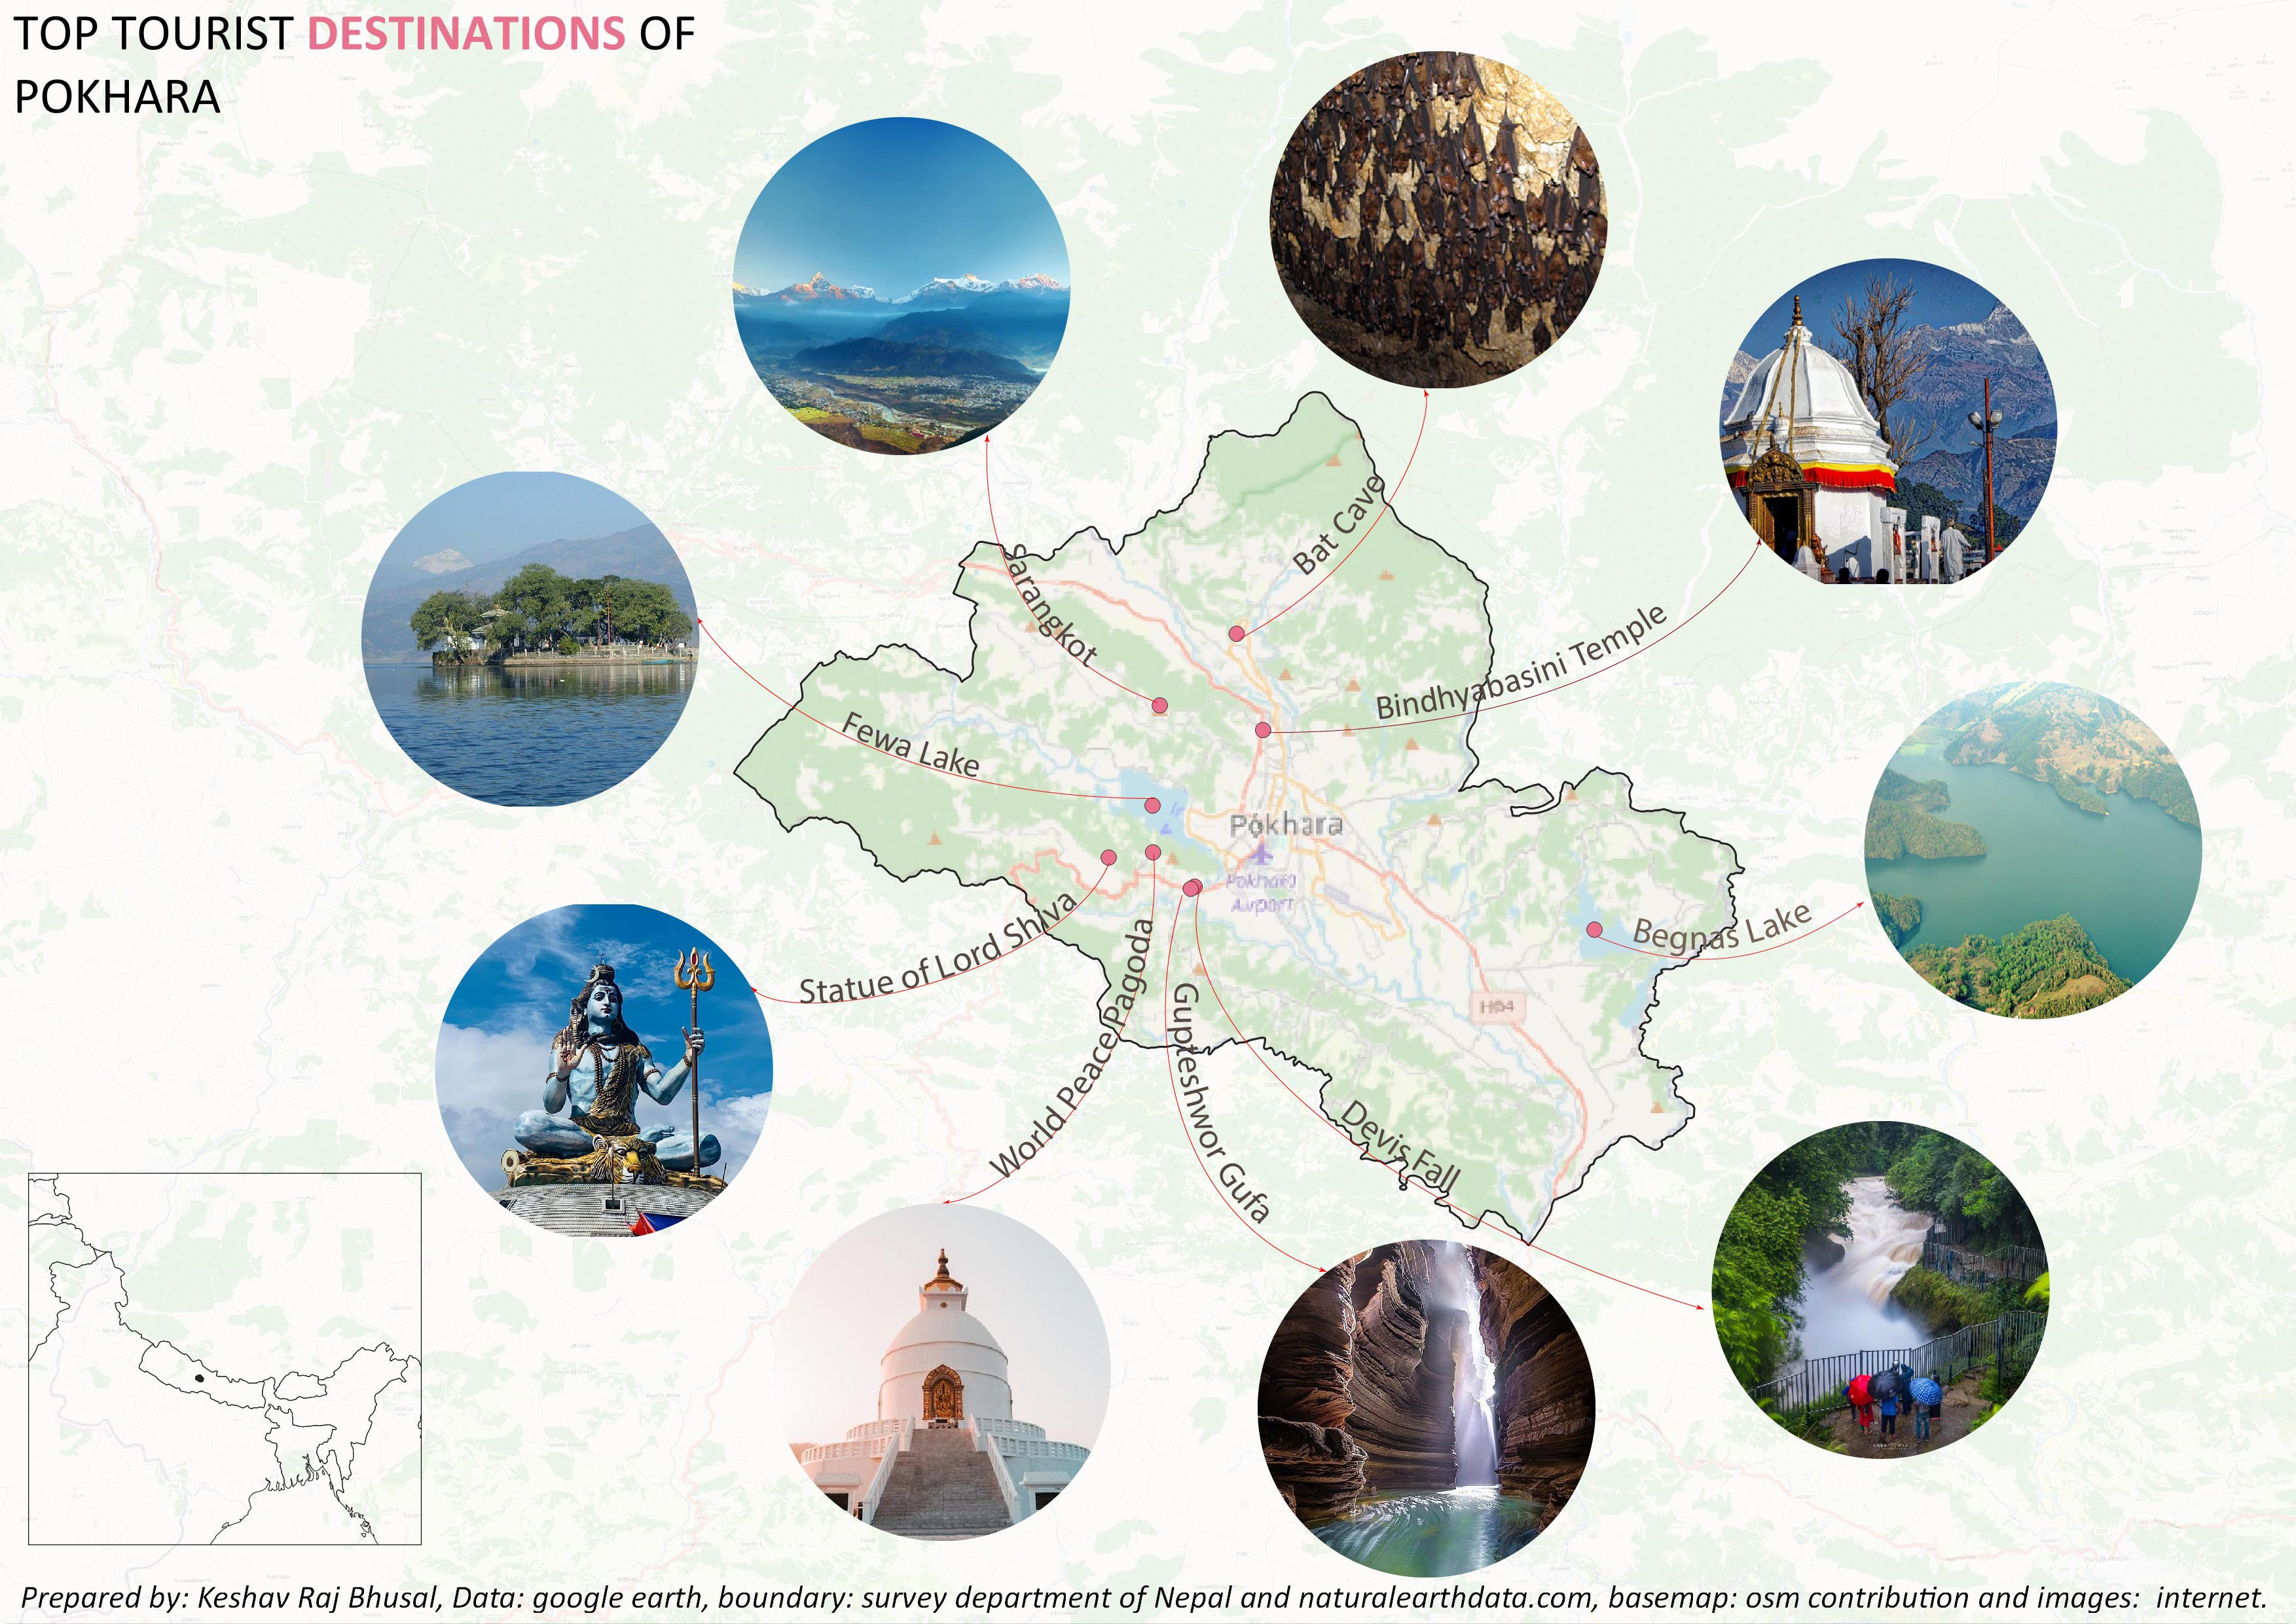 TOP TOURIST DESTINATIONS OF
POKHARA
Bat Cave
Sarangkot
Bindhyabasini Temple
Fewa Lake
Pokhara
Pokhara
Airport
Statue of Lord Shiva
Begnas Lake
World Peace Pagoda
Gupteshwor Gufa
H04
Devis Fall
Prepared by: Keshav Raj Bhusal, Data: google earth, boundary: survey department of Nepal and naturalearthdata.com, basemap: osm contribution and images: internet.